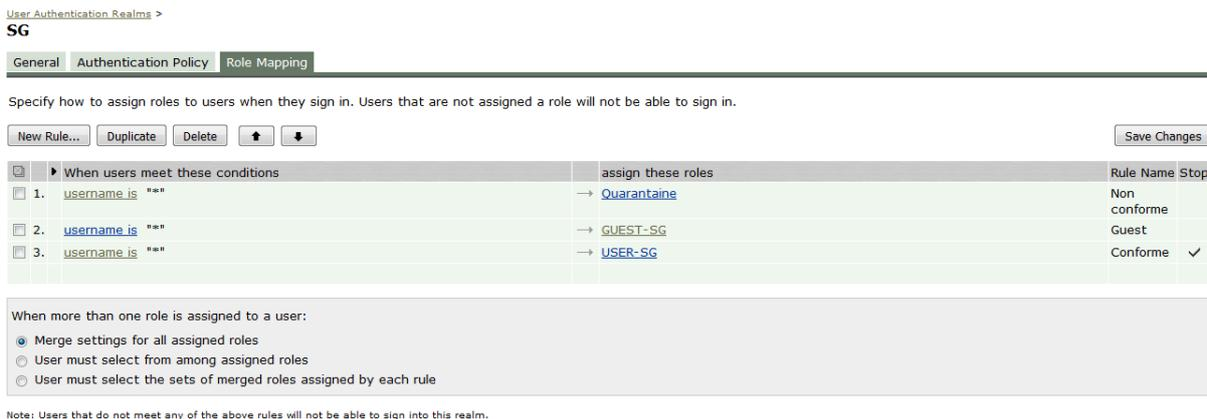 User Authentication Realms >
SG
General Authentication Policy Role Mapping
Specify how to assign roles to users when they sign in. Users that are not assigned a role will not be able to sign in.
New Rule... Duplicate Delete Save Changes
When users meet these conditions assign these roles Rule Name Stop
1. username is "*" → Quarantaine Non
conforme
2. username is "*" → GUEST-SG Guest
3. username is "*" → USER-SG Conforme ✓
When more than one role is assigned to a user:
Merge settings for all assigned roles
User must select from among assigned roles
User must select the sets of merged roles assigned by each rule
Note: Users that do not meet any of the above rules will not be able to sign into this realm.